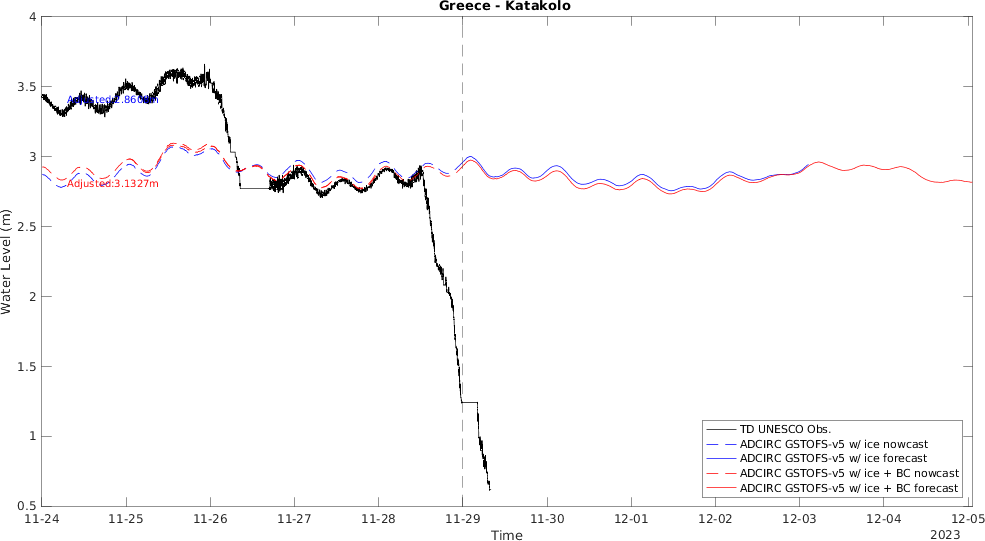 Greece - Katakolo
Water Level (m)
4
3.5
3
2.5
2
1.5
1
0.5
Adjusted:3.1327m
TD UNESCO Obs.
ADCIRC GSTOFS-v5 w/ ice nowcast
ADCIRC GSTOFS-v5 w/ ice forecast
ADCIRC GSTOFS-v5 w/ ice + BC nowcast
ADCIRC GSTOFS-v5 w/ ice + BC forecast
11-24 11-25 11-26 11-27 11-28 11-29 11-30 12-01 12-02 12-03 12-04 12-05
Time
2023